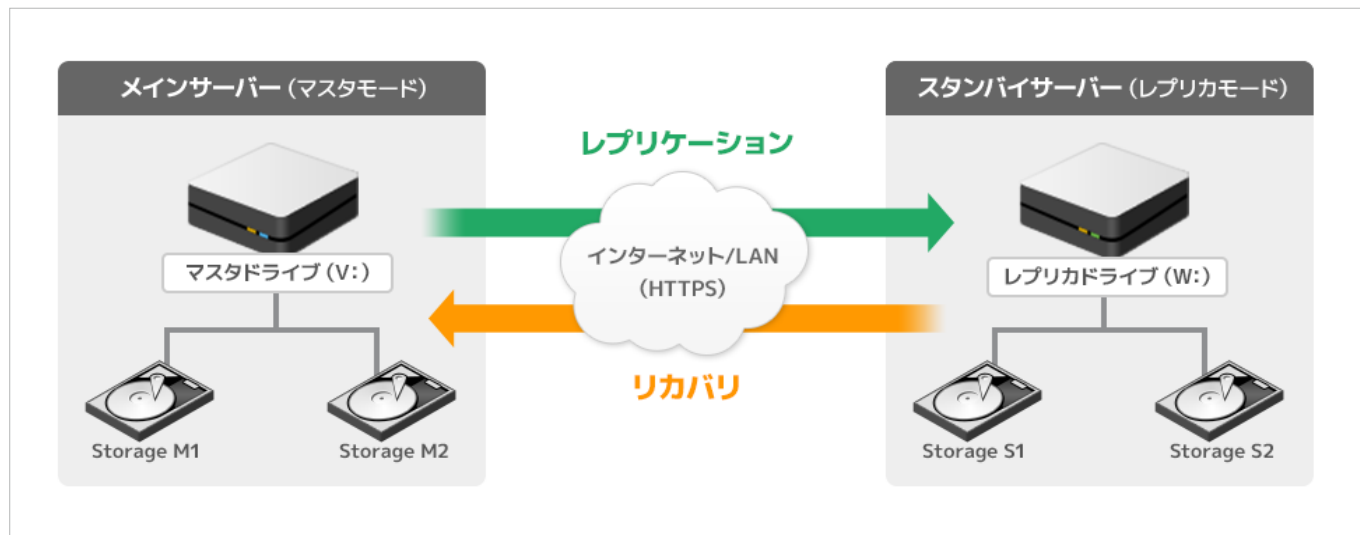 メインサーバー（マスタモード）
スタンバイサーバー（レプリカモード）
レプリケーション
インターネット/LAN
（HTTPS）
マスタドライブ（V:）
レプリカドライブ（W:）
リカバリ
Storage M1
Storage M2
Storage S1
Storage S2